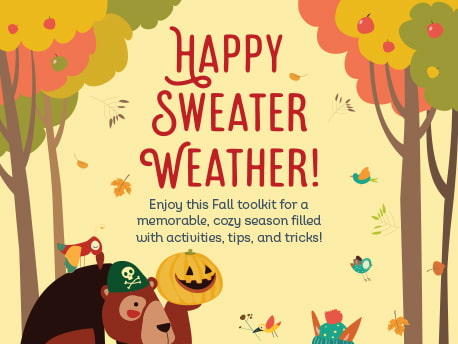 HAPPY
SWEATER
WEATHER!
Enjoy this Fall toolkit for a
memorable, cozy season filled
with activities, tips, and tricks!